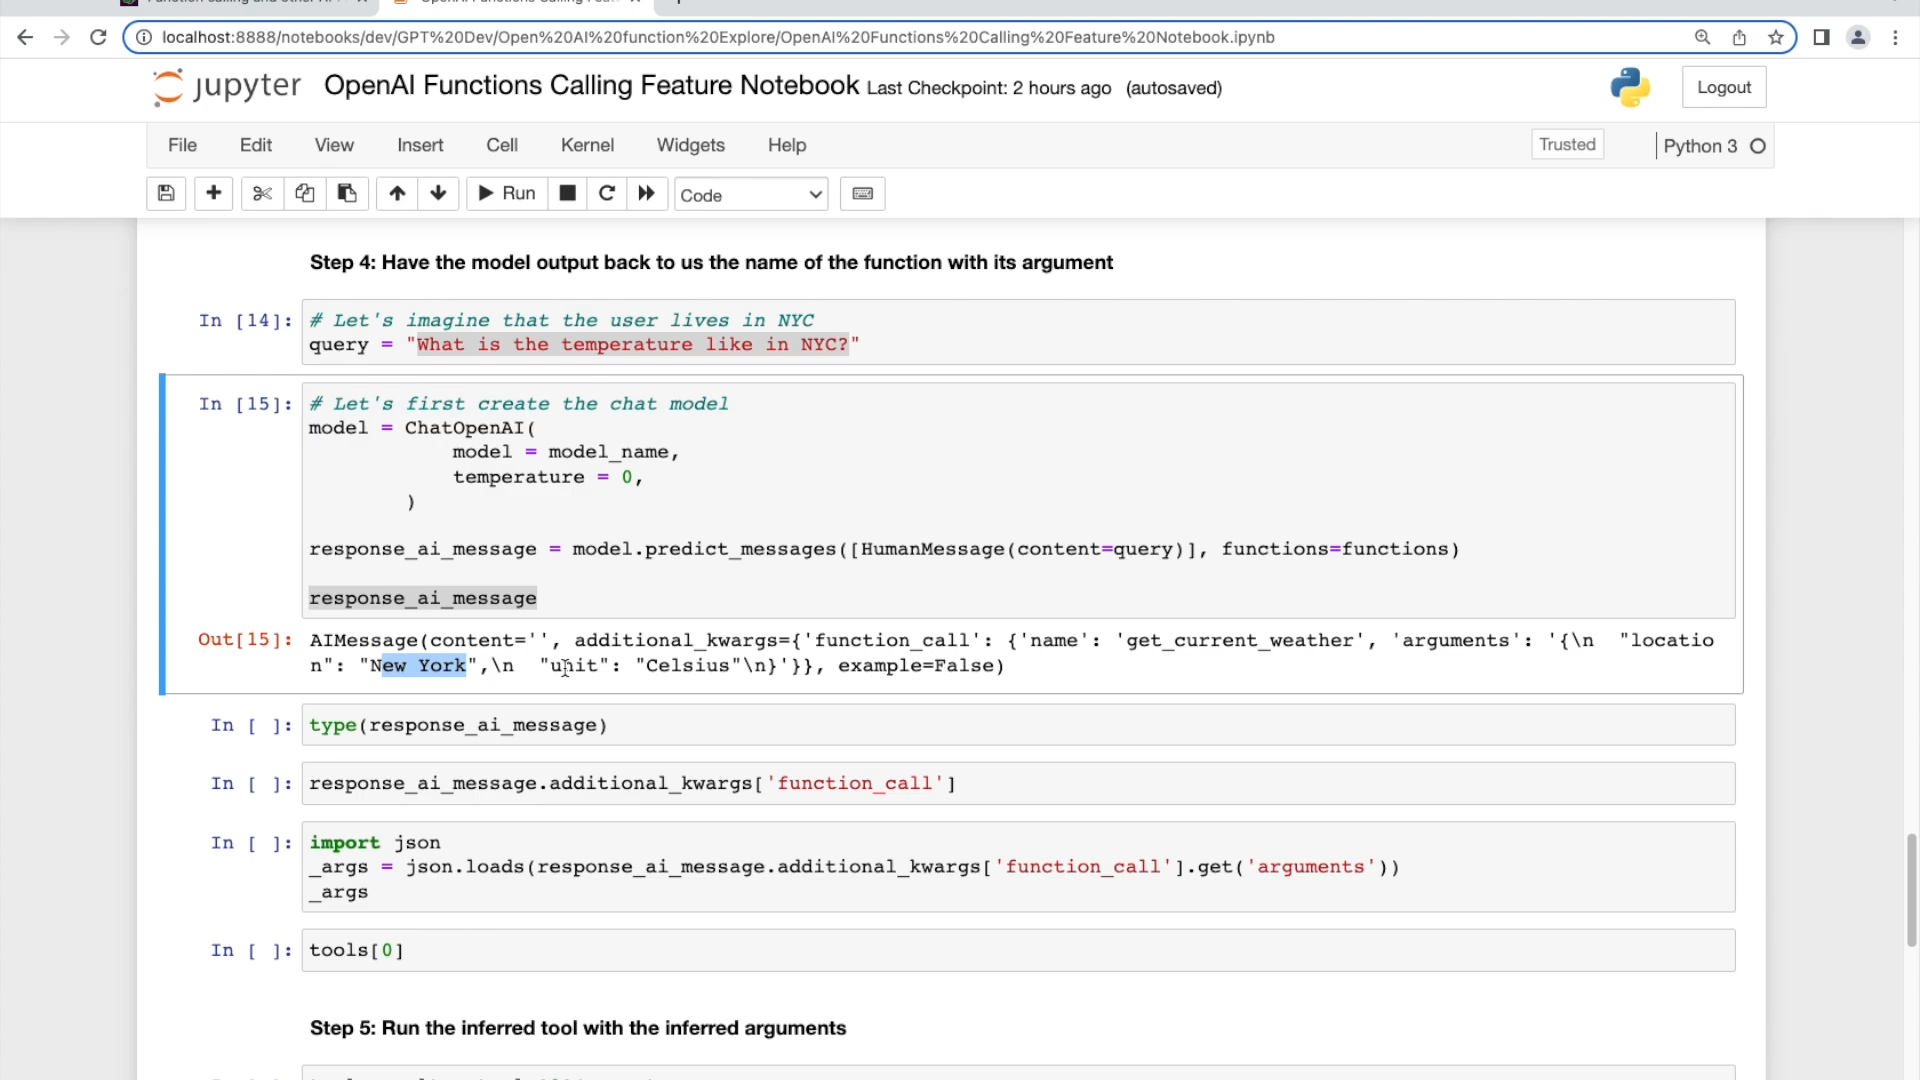 localhost:8888/notebooks/dev/GPT%20Dev/Open%20AI%20function%20Explore/OpenAI%20Functions%20Calling%20Feature%20Notebook.ipynb
jupyter OpenAI Functions Calling Feature Notebook Last Checkpoint: 2 hours ago (autosaved) Logout
File Edit View Insert Cell Kernel Widgets Help Trusted Python 3
Run Code
Step 4: Have the model output back to us the name of the function with its argument
In [14]: # Let's imagine that the user lives in NYC
query = "What is the temperature like in NYC?"
In [15]: # Let's first create the chat model
model = ChatOpenAI(
model = model_name,
temperature = 0,
)
response_ai_message = model.predict_messages([HumanMessage(content=query)], functions=functions)
response_ai_message
Out[15]: AIMessage(content='', additional_kwargs={'function_call': {'name': 'get_current_weather', 'arguments': '{\n  "locatio
n": "New York",\n  "unit": "Celsius"\n}'}}, example=False)
In [ ]: type(response_ai_message)
In [ ]: response_ai_message.additional_kwargs['function_call']
In [ ]: import json
_args = json.loads(response_ai_message.additional_kwargs['function_call'].get('arguments'))
_args
In [ ]: tools[0]
Step 5: Run the inferred tool with the inferred arguments